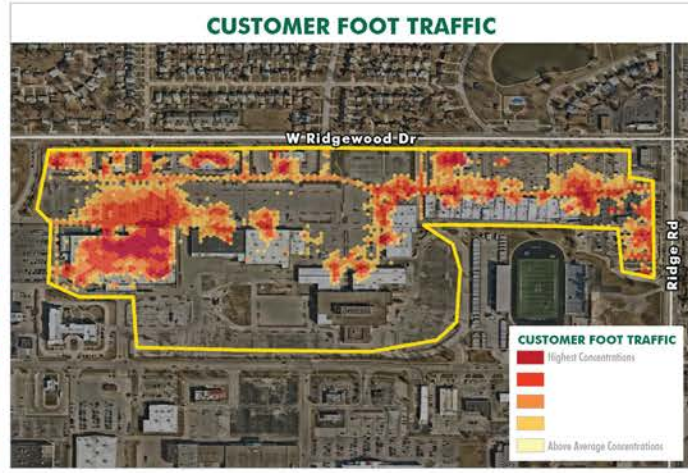 CUSTOMER FOOT TRAFFIC
W Ridgewood Dr
Ridge Rd
CUSTOMER FOOT TRAFFIC
Highest Concentrations
Above Average Concentrations